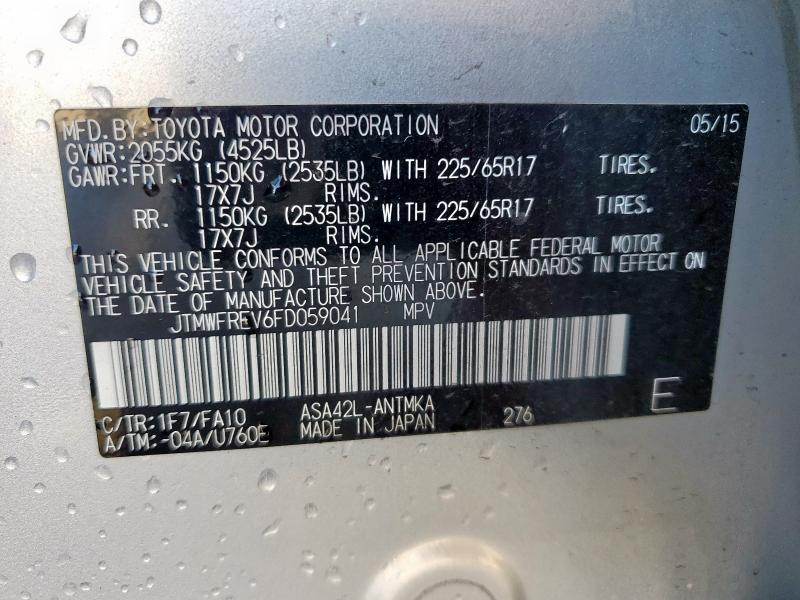 MFD.BY:TOYOTA MOTOR CORPORATION 05/15
GVWR:2055KG (4525LB)
GAWR:FRT. 1150KG (2535LB) WITH 225/65R17 TIRES.
17X7J RIMS.
RR. 1150KG (2535LB) WITH 225/65R17 TIRES.
17X7J RIMS.
THIS VEHICLE CONFORMS TO ALL APPLICABLE FEDERAL MOTOR
VEHICLE SAFETY AND THEFT PREVENTION STANDARDS IN EFFECT ON
THE DATE OF MANUFACTURE SHOWN ABOVE.
JTMWFREV6FD059041 MPV
C/TR:1F7/FA10 ASA42L-ANTMKA E
A/TM:-04A/U760E MADE IN JAPAN 276